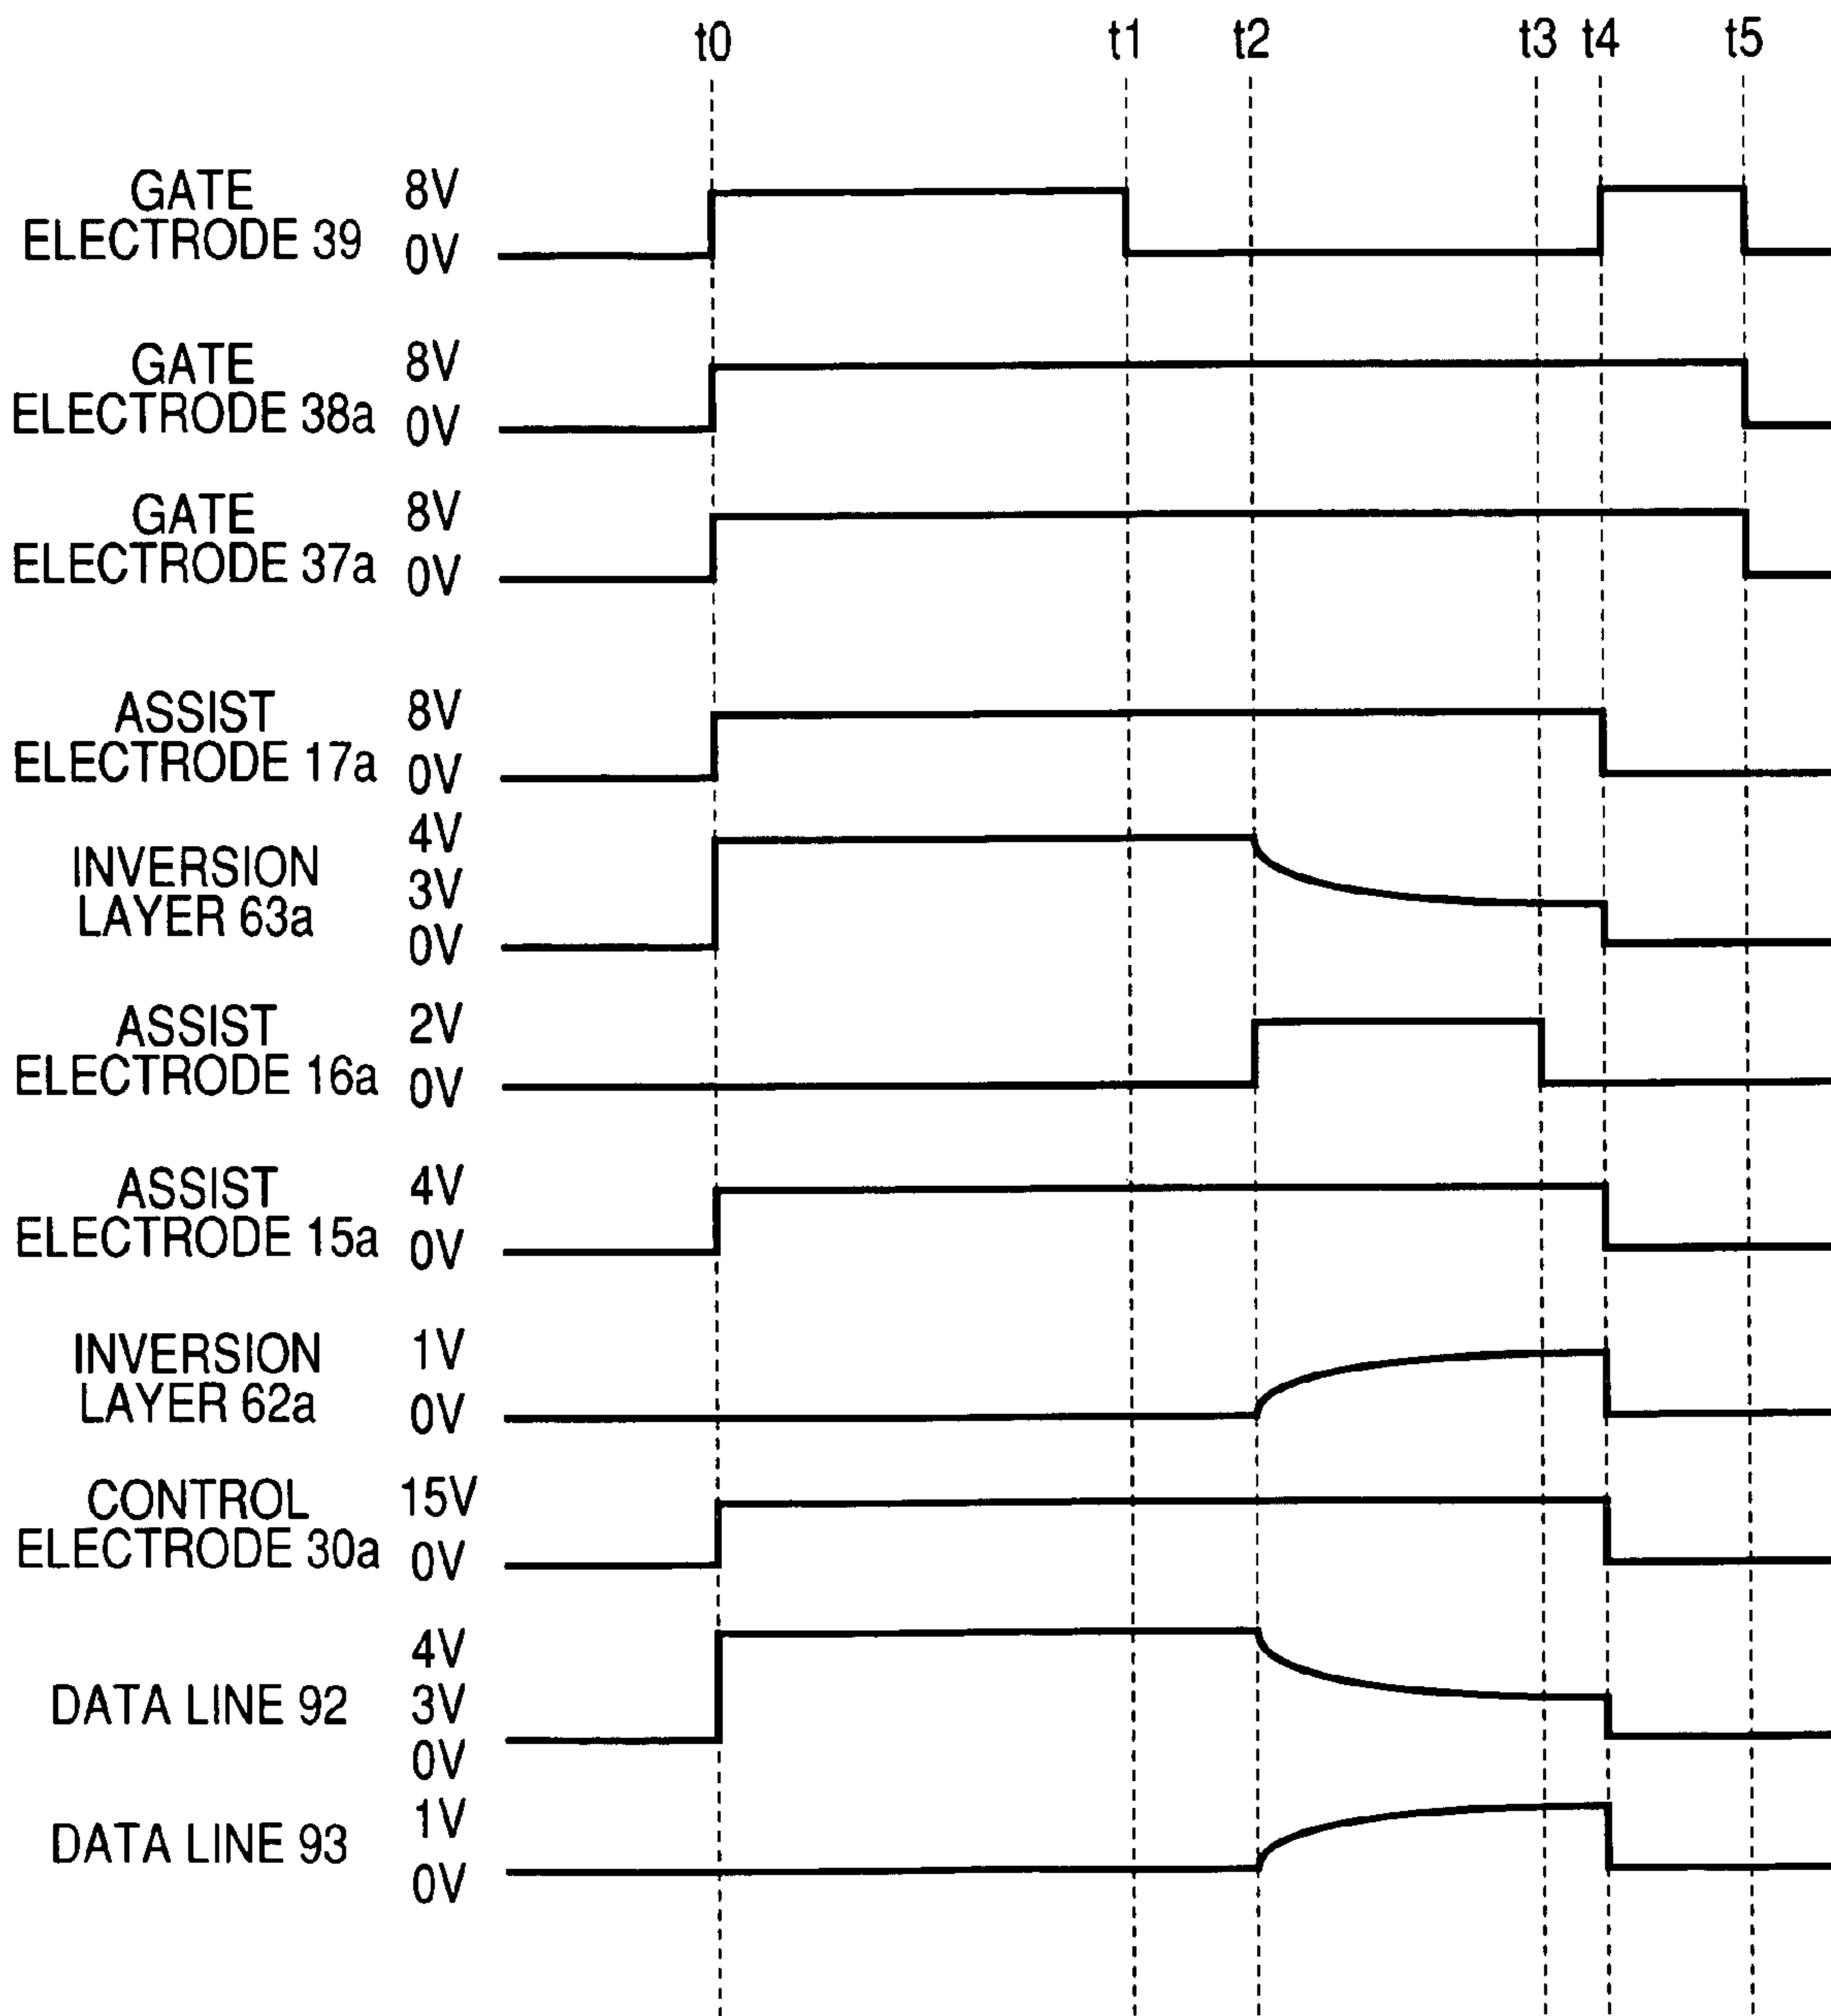 t0 t1 t2 t3 t4 t5
GATE
ELECTRODE 39
8V
0V
GATE
ELECTRODE 38a
8V
0V
GATE
ELECTRODE 37a
8V
0V
ASSIST
ELECTRODE 17a
8V
0V
INVERSION
LAYER 63a
4V
3V
0V
ASSIST
ELECTRODE 16a
2V
0V
ASSIST
ELECTRODE 15a
4V
0V
INVERSION
LAYER 62a
1V
0V
CONTROL
ELECTRODE 30a
15V
0V
DATA LINE 92
4V
3V
0V
DATA LINE 93
1V
0V